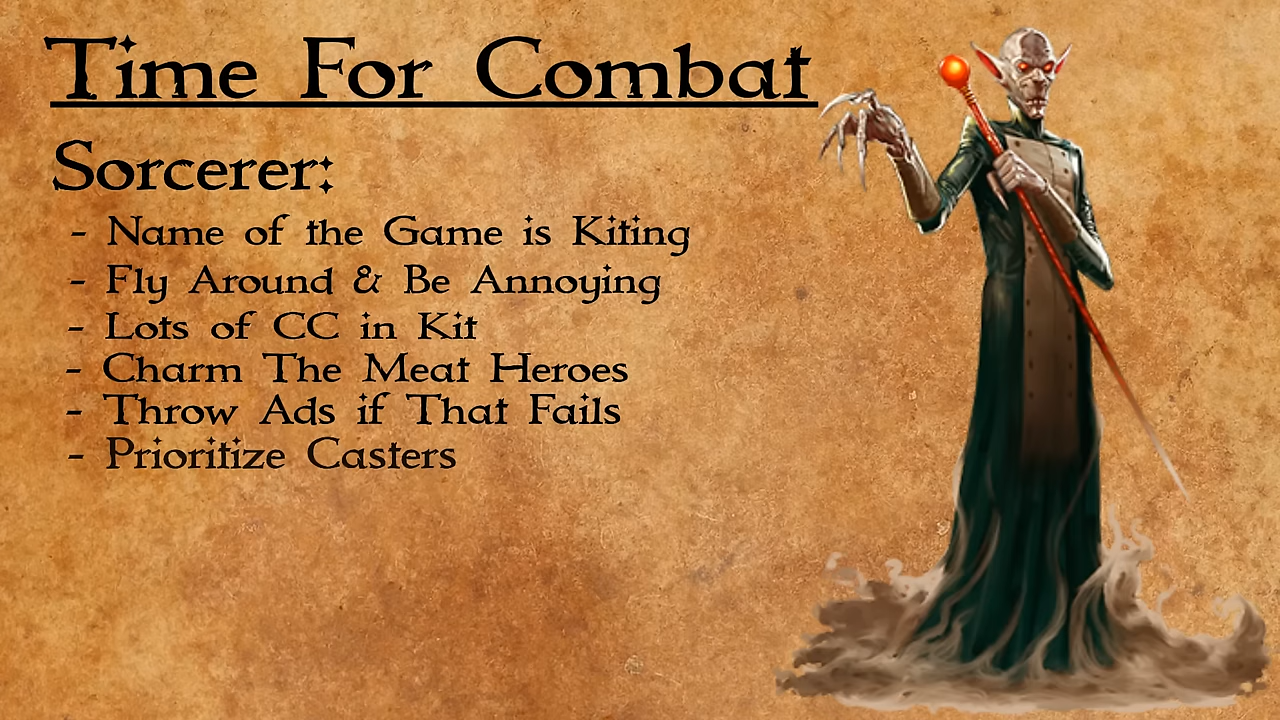 Time For Combat
Sorcerer:
- Name of the Game is Kiting
- Fly Around & Be Annoying
- Lots of CC in Kit
- Charm The Meat Heroes
- Throw Ads if That Fails
- Prioritize Casters